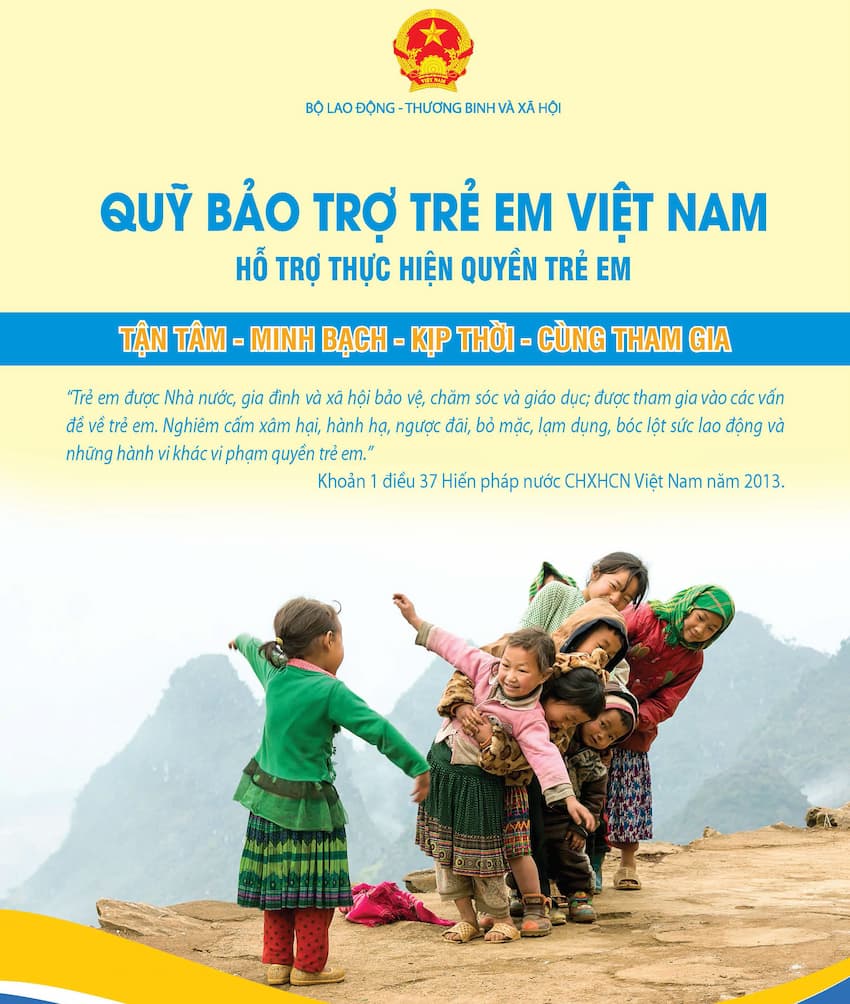 VIỆT NAM
BỘ LAO ĐỘNG - THƯƠNG BINH VÀ XÃ HỘI
QUỸ BẢO TRỢ TRẺ EM VIỆT NAM
HỖ TRỢ THỰC HIỆN QUYỀN TRẺ EM
TẬN TÂM - MINH BẠCH - KỊP THỜI - CÙNG THAM GIA
“Trẻ em được Nhà nước, gia đình và xã hội bảo vệ, chăm sóc và giáo dục; được tham gia vào các vấn
đề về trẻ em. Nghiêm cấm xâm hại, hành hạ, ngược đãi, bỏ mặc, lạm dụng, bóc lột sức lao động và
những hành vi khác vi phạm quyền trẻ em.”
Khoản 1 điều 37 Hiến pháp nước CHXHCN Việt Nam năm 2013.